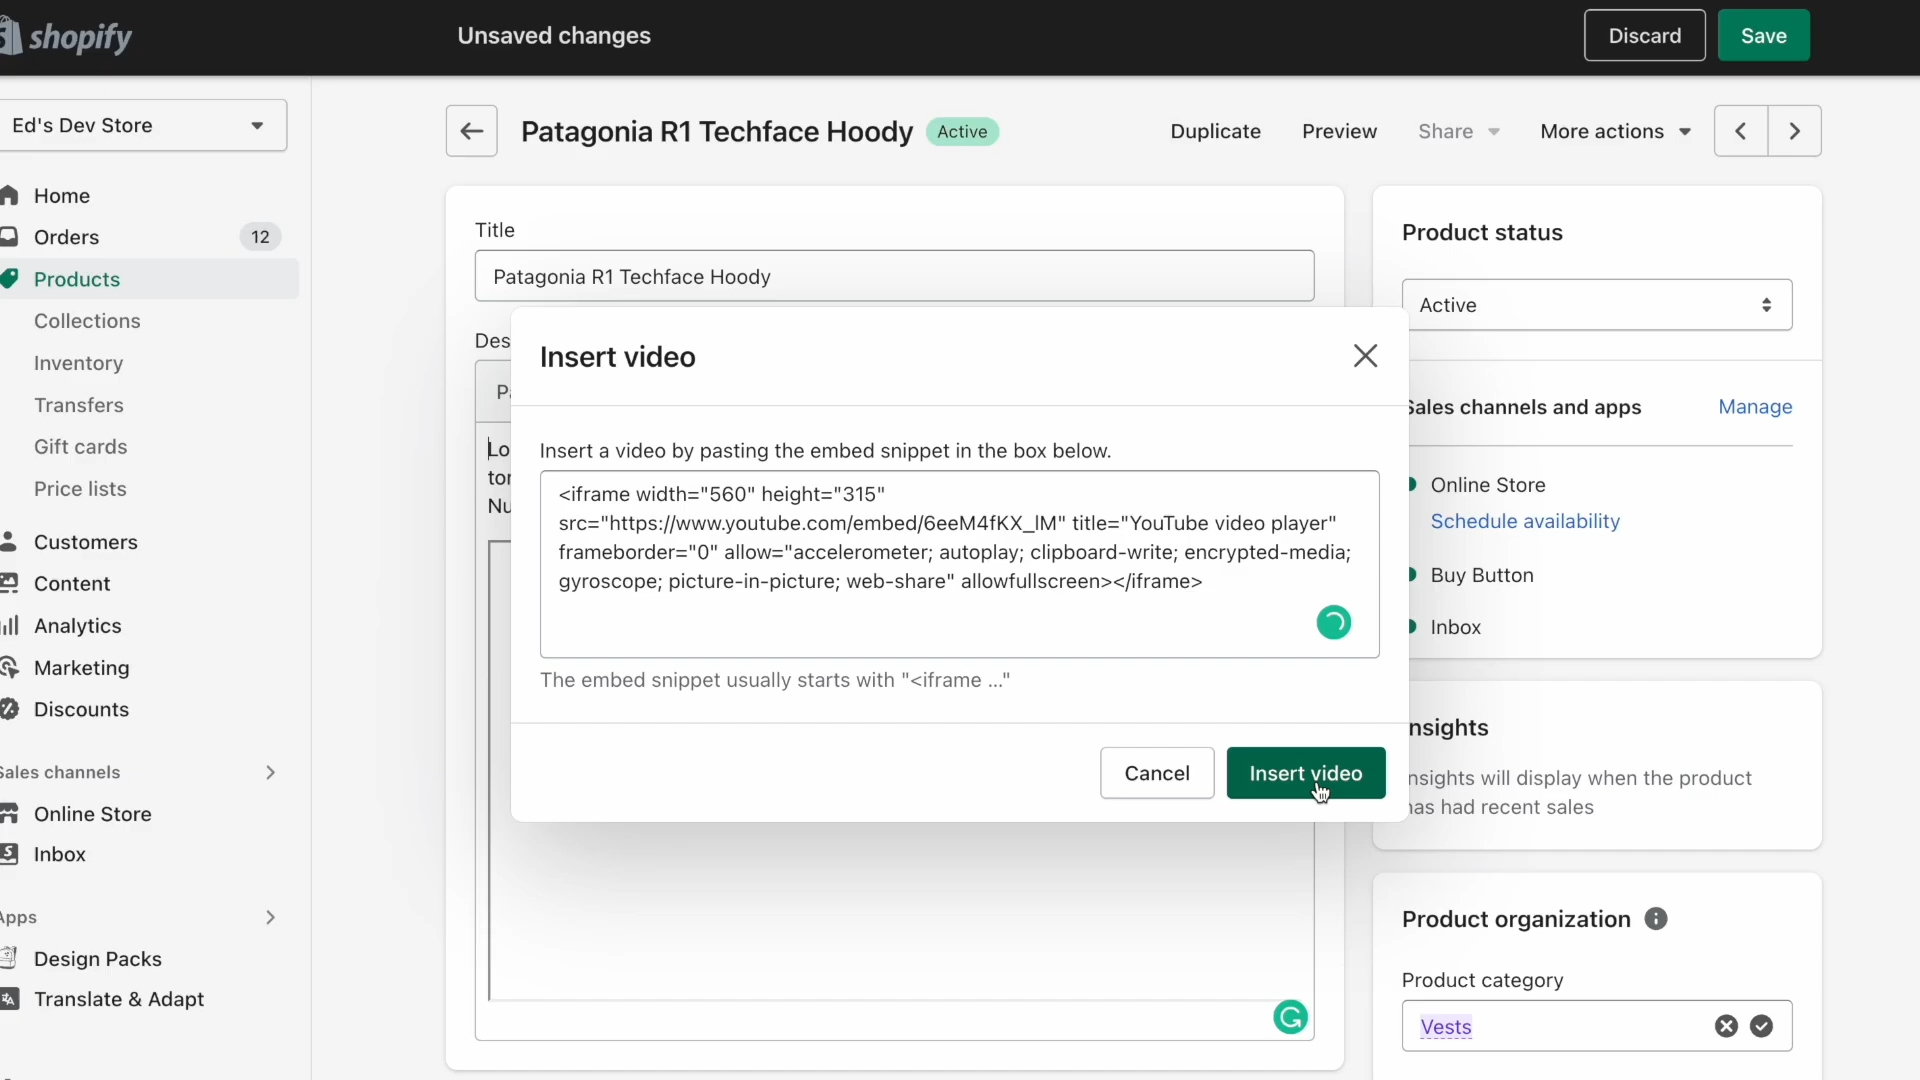 shopify
Unsaved changes
Discard
Save
Ed's Dev Store
Patagonia R1 Techface Hoody
Active
Duplicate
Preview
Share
More actions
Home
Orders
12
Products
Collections
Inventory
Transfers
Gift cards
Price lists
Customers
Content
Analytics
Marketing
Discounts
Sales channels
Online Store
Inbox
Apps
Design Packs
Translate & Adapt
Title
Patagonia R1 Techface Hoody
Des
Pa
Lo
tor
Nu
Insert video
Insert a video by pasting the embed snippet in the box below.
<iframe width="560" height="315"
src="https://www.youtube.com/embed/6eeM4fKX_IM" title="YouTube video player"
frameborder="0" allow="accelerometer; autoplay; clipboard-write; encrypted-media;
gyroscope; picture-in-picture; web-share" allowfullscreen></iframe>
The embed snippet usually starts with "<iframe ..."
Cancel
Insert video
Product status
Active
Sales channels and apps
Manage
Online Store
Schedule availability
Buy Button
Inbox
nsights
nsights will display when the product
has had recent sales
Product organization
Product category
Vests